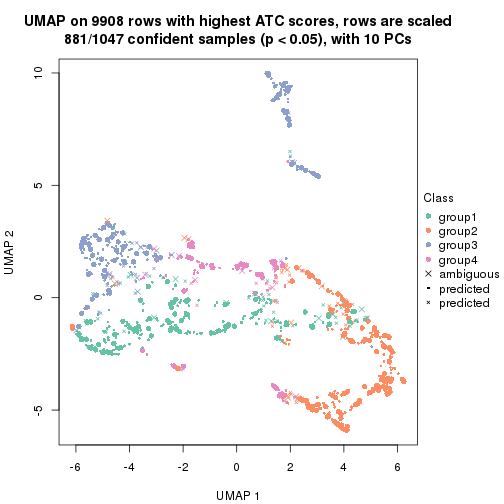 UMAP on 9908 rows with highest ATC scores, rows are scaled
881/1047 confident samples (p < 0.05), with 10 PCs
10
5
0
-5
UMAP 2
-6 -4 -2 0 2 4 6
UMAP 1
Class
group1
group2
group3
group4
ambiguous
predicted
predicted